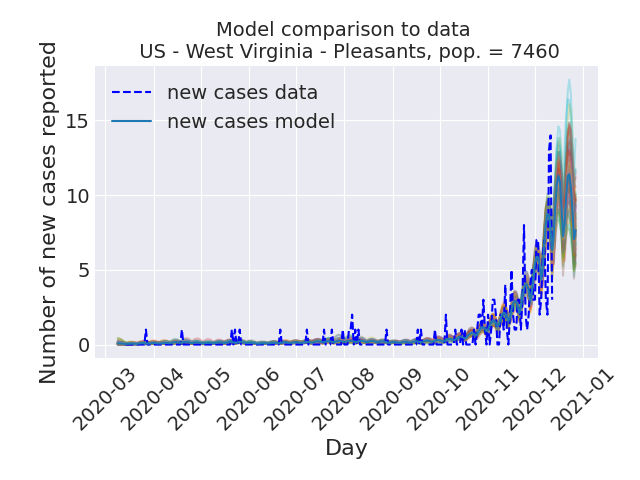 Model comparison to data
US - West Virginia - Pleasants, pop. = 7460
new cases data
new cases model
Number of new cases reported
15
10
5
0
2020-03
2020-04
2020-05
2020-06
2020-07
2020-08
2020-09
2020-10
2020-11
2020-12
2021-01
Day